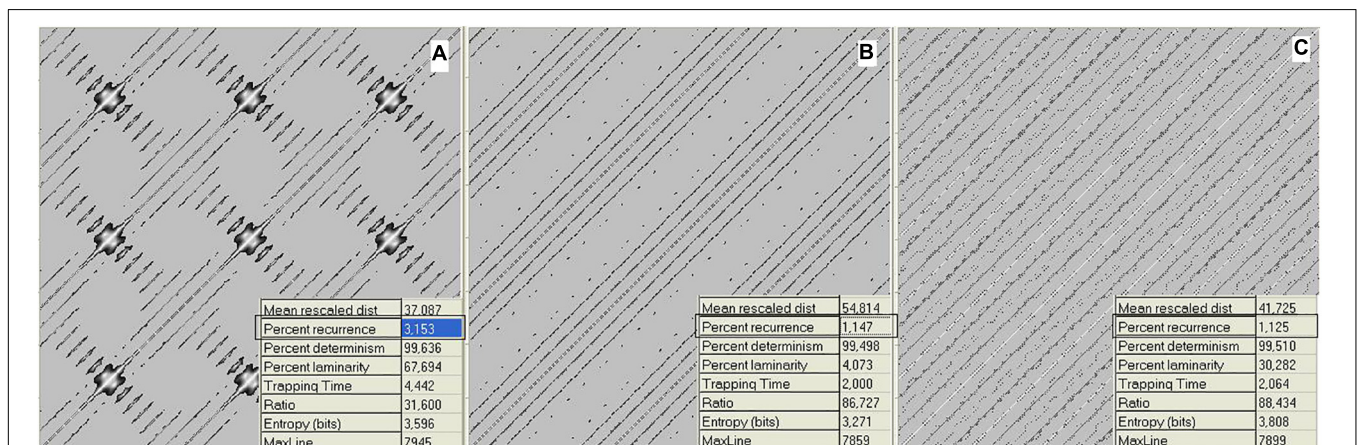 A
Mean rescaled dist 37,087
Percent recurrence 3,153
Percent determinism 99,636
Percent laminarity 67,694
Trapping Time 4,442
Ratio 31,600
Entropy (bits) 3,596
MaxLine 7945
B
Mean rescaled dist 54,814
Percent recurrence 1,147
Percent determinism 99,498
Percent laminarity 4,073
Trapping Time 2,000
Ratio 86,727
Entropy (bits) 3,271
MaxLine 7859
C
Mean rescaled dist 41,725
Percent recurrence 1,125
Percent determinism 99,510
Percent laminarity 30,282
Trapping Time 2,064
Ratio 88,434
Entropy (bits) 3,808
MaxLine 7899